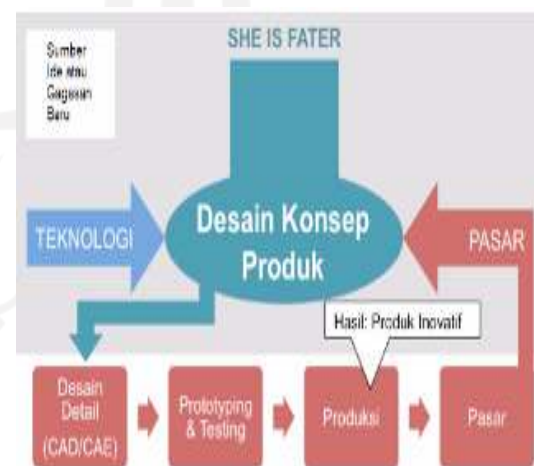 SHE IS FATER
Sumber
Ide atau
Gagasan
Baru
TEKNOLOGI
Desain Konsep
Produk
PASAR
Hasil: Produk Inovatif
Desain
Detail
(CAD/CAE)
Prototyping
& Testing
Produksi
Pasar